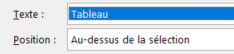 Texte : Tableau
Position : Au-dessus de la sélection